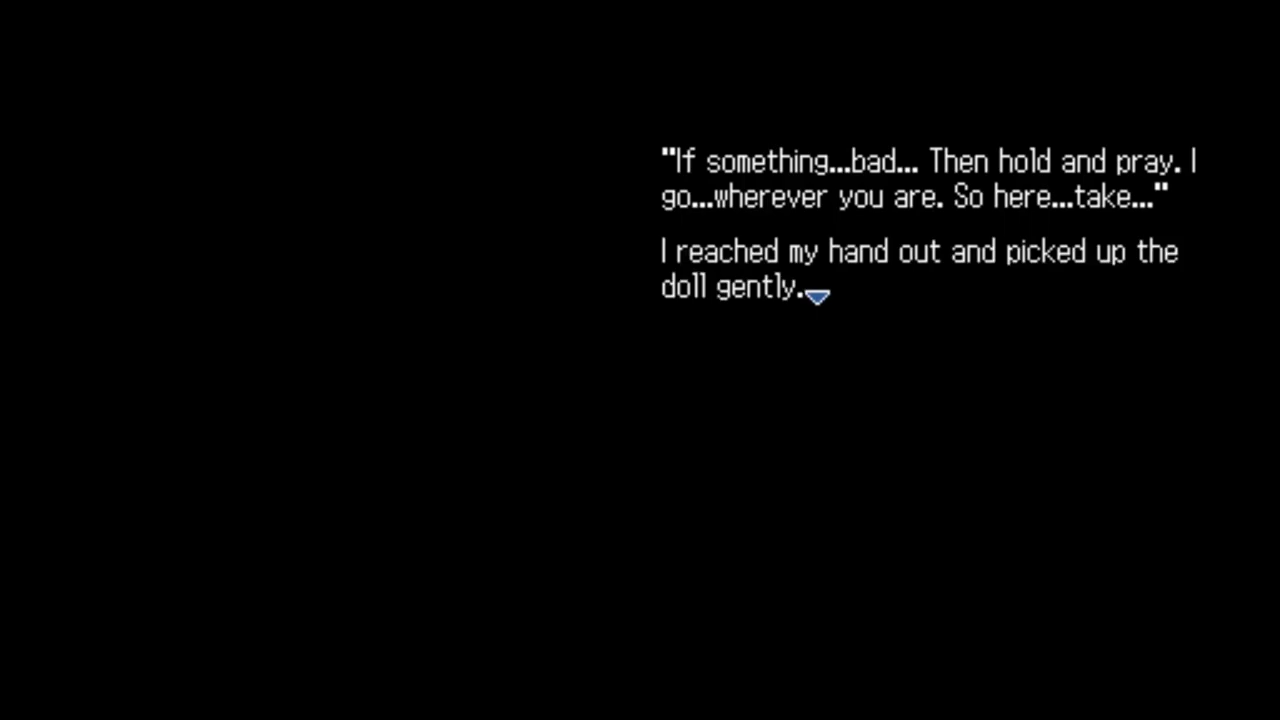 "If something...bad... Then hold and pray. I
go...wherever you are. So here...take..."
I reached my hand out and picked up the
doll gently.